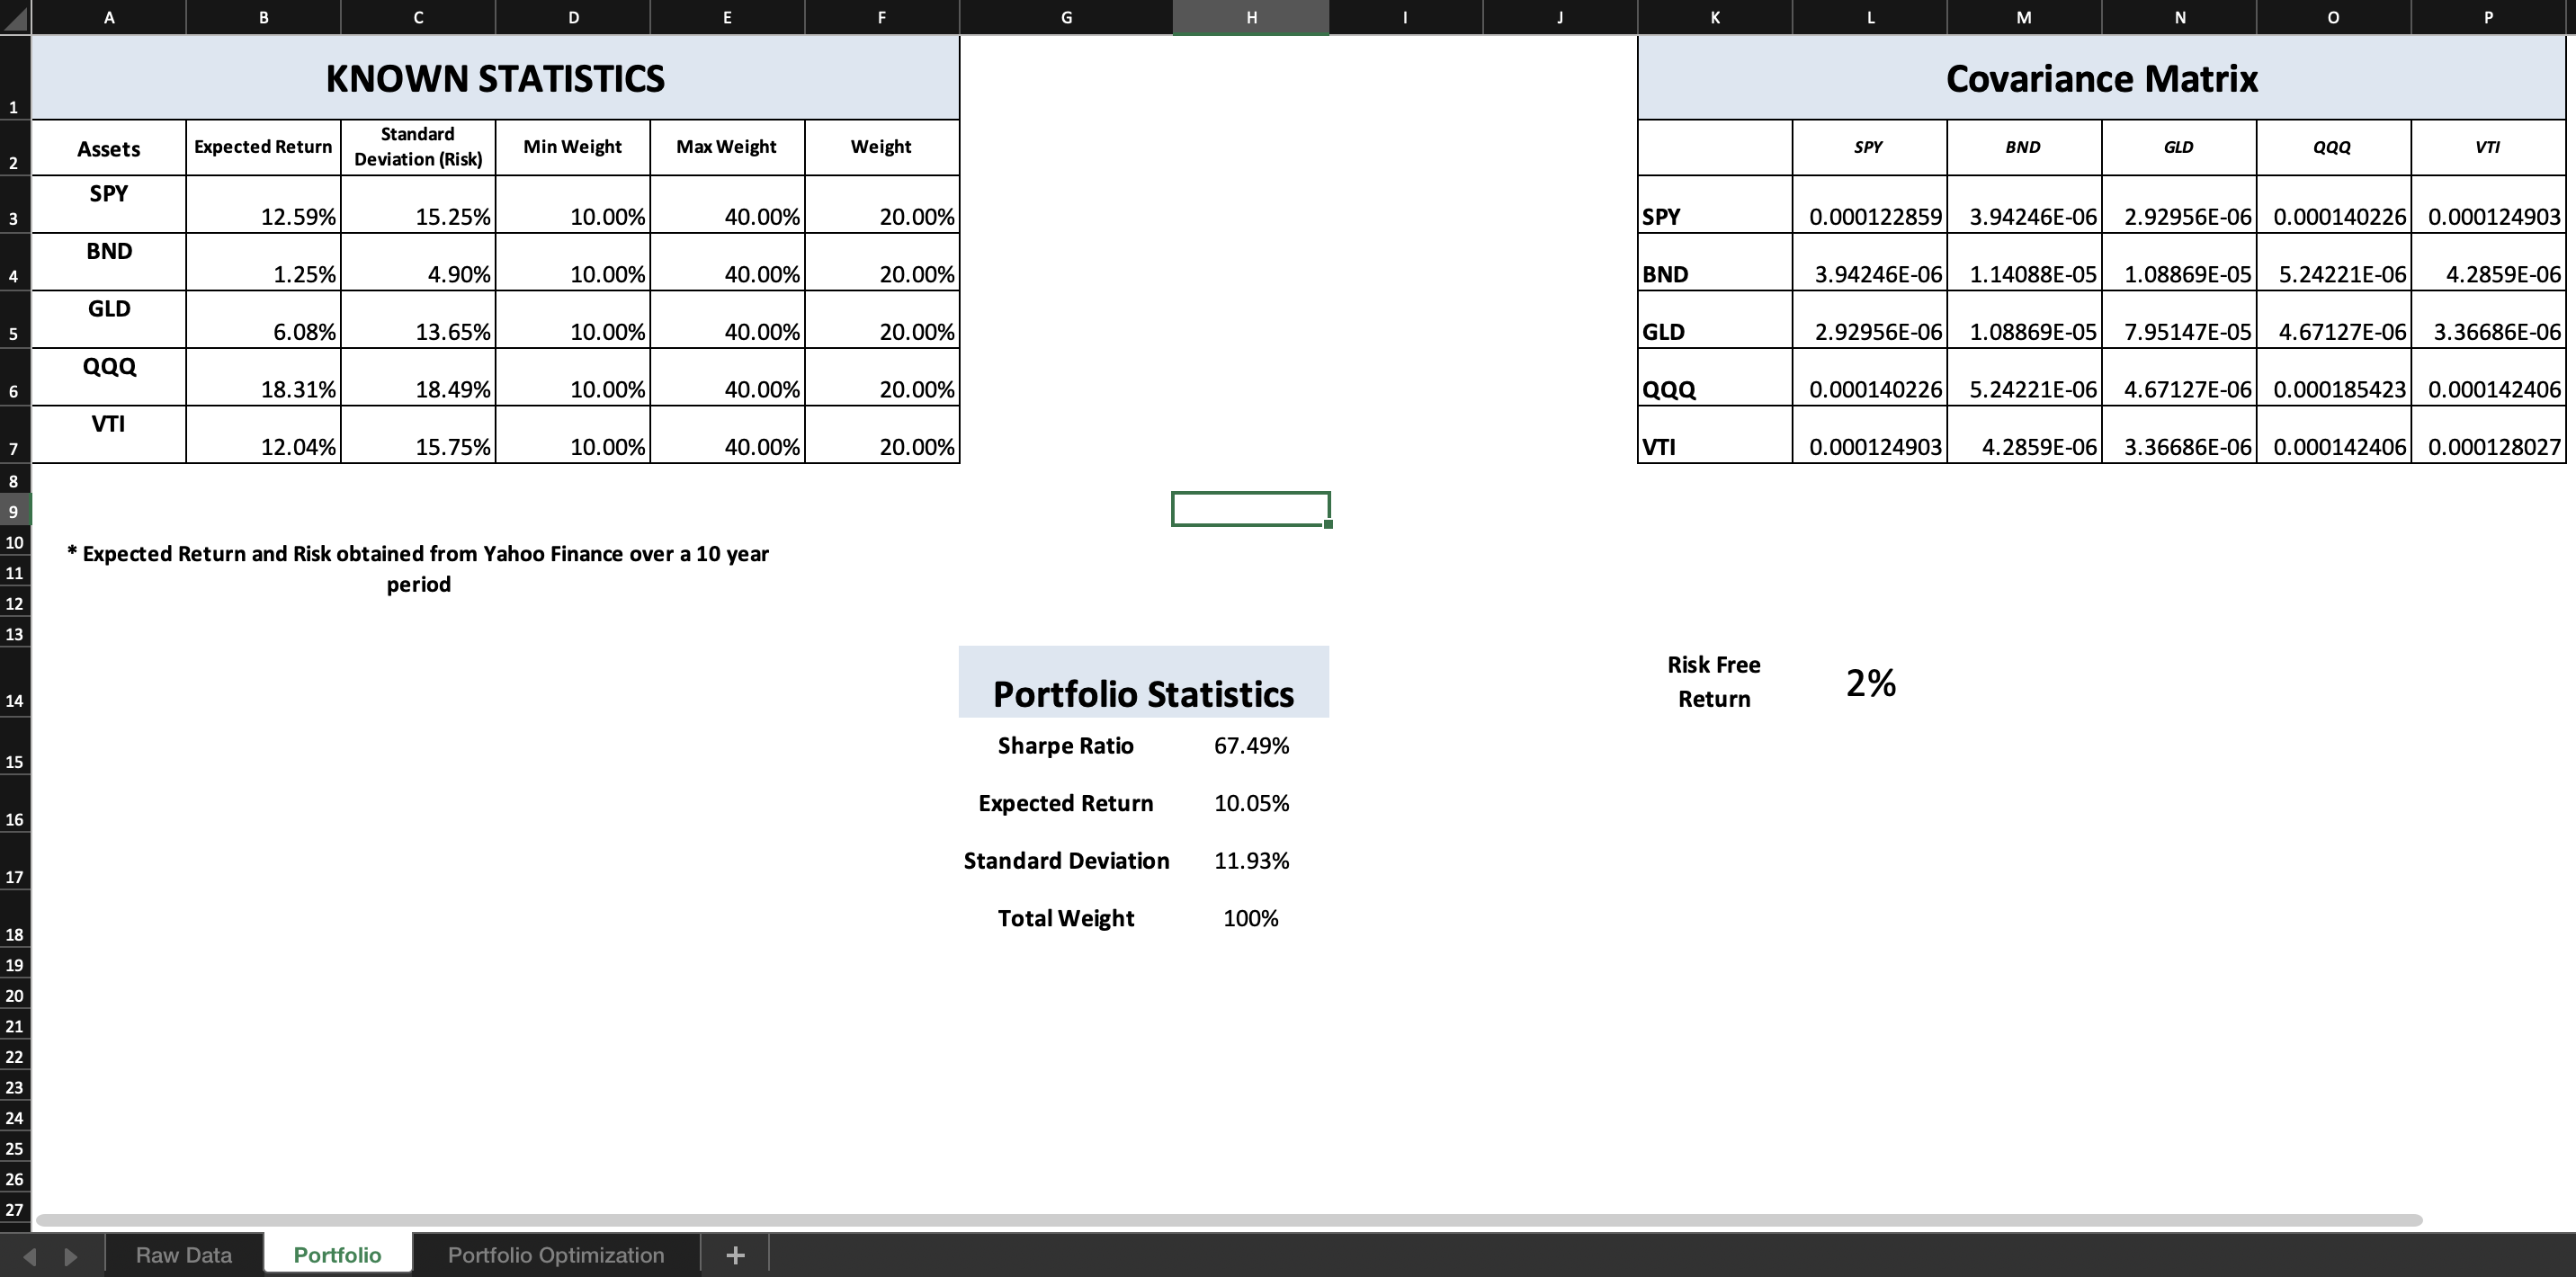 A B C D E F G H I J K L M N O P
KNOWN STATISTICS
Covariance Matrix
1
2 Assets Expected Return Standard Deviation (Risk) Min Weight Max Weight Weight SPY BND GLD QQQ VTI
3 SPY 12.59% 15.25% 10.00% 40.00% 20.00% SPY 0.000122859 3.94246E-06 2.92956E-06 0.000140226 0.000124903
4 BND 1.25% 4.90% 10.00% 40.00% 20.00% BND 3.94246E-06 1.14088E-05 1.08869E-05 5.24221E-06 4.2859E-06
5 GLD 6.08% 13.65% 10.00% 40.00% 20.00% GLD 2.92956E-06 1.08869E-05 7.95147E-05 4.67127E-06 3.36686E-06
6 QQQ 18.31% 18.49% 10.00% 40.00% 20.00% QQQ 0.000140226 5.24221E-06 4.67127E-06 0.000185423 0.000142406
7 VTI 12.04% 15.75% 10.00% 40.00% 20.00% VTI 0.000124903 4.2859E-06 3.36686E-06 0.000142406 0.000128027
8
9
10
* Expected Return and Risk obtained from Yahoo Finance over a 10 year
11
period
12
13
14 Portfolio Statistics Risk Free Return 2%
15 Sharpe Ratio 67.49%
16 Expected Return 10.05%
17 Standard Deviation 11.93%
18 Total Weight 100%
19
20
21
22
23
24
25
26
27
Raw Data Portfolio Portfolio Optimization +